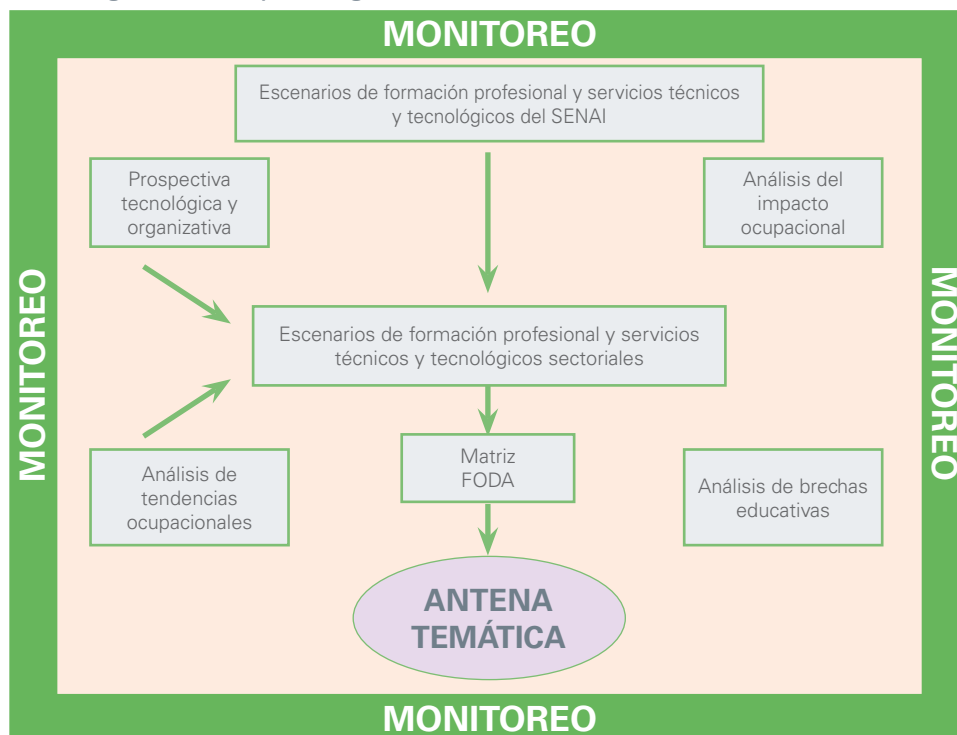 MONITOREO
Escenarios de formación profesional y servicios técnicos
y tecnológicos del SENAI
Prospectiva
tecnológica y
organizativa
Análisis del
impacto
ocupacional
MONITOREO
MONITOREO
Escenarios de formación profesional y servicios
técnicos y tecnológicos sectoriales
Análisis de
tendencias
ocupacionales
Matriz
FODA
Análisis de brechas
educativas
ANTENA
TEMÁTICA
MONITOREO